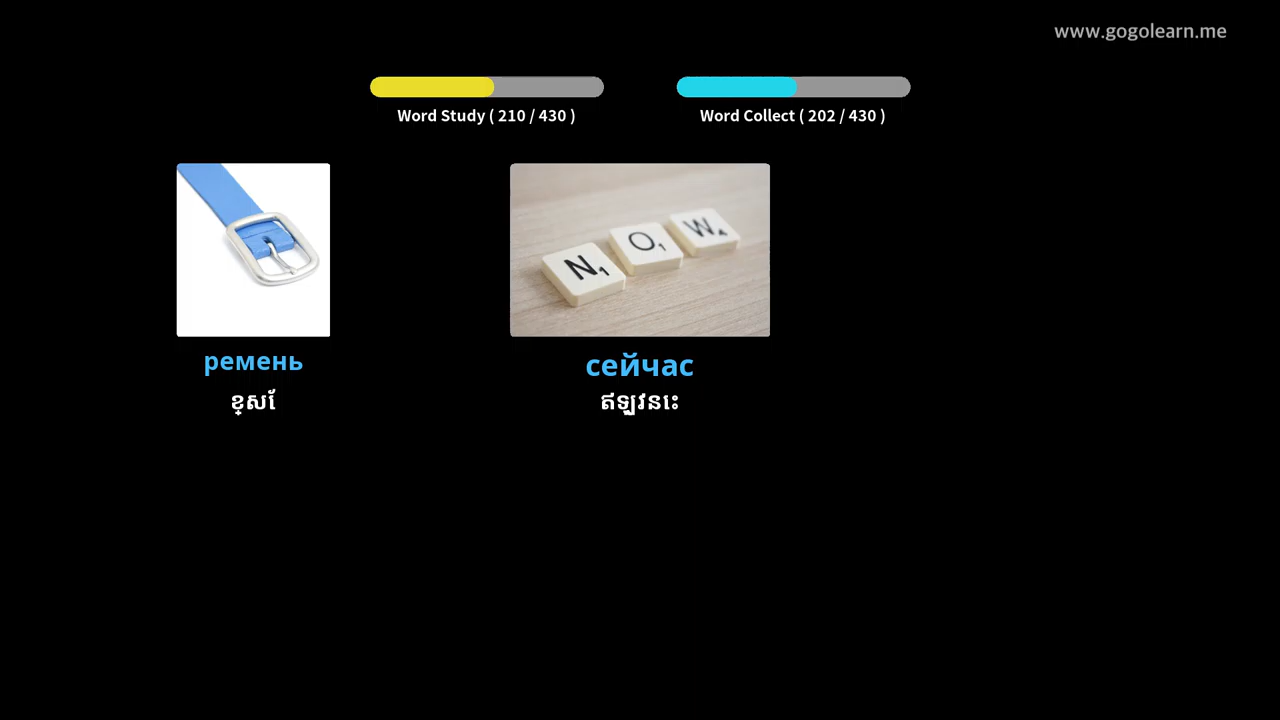 www.gogolearn.me
Word Study ( 210 / 430 )
Word Collect ( 202 / 430 )
NOW
ремень
сейчас
ខ្សែ
ឥឡូវនេះ